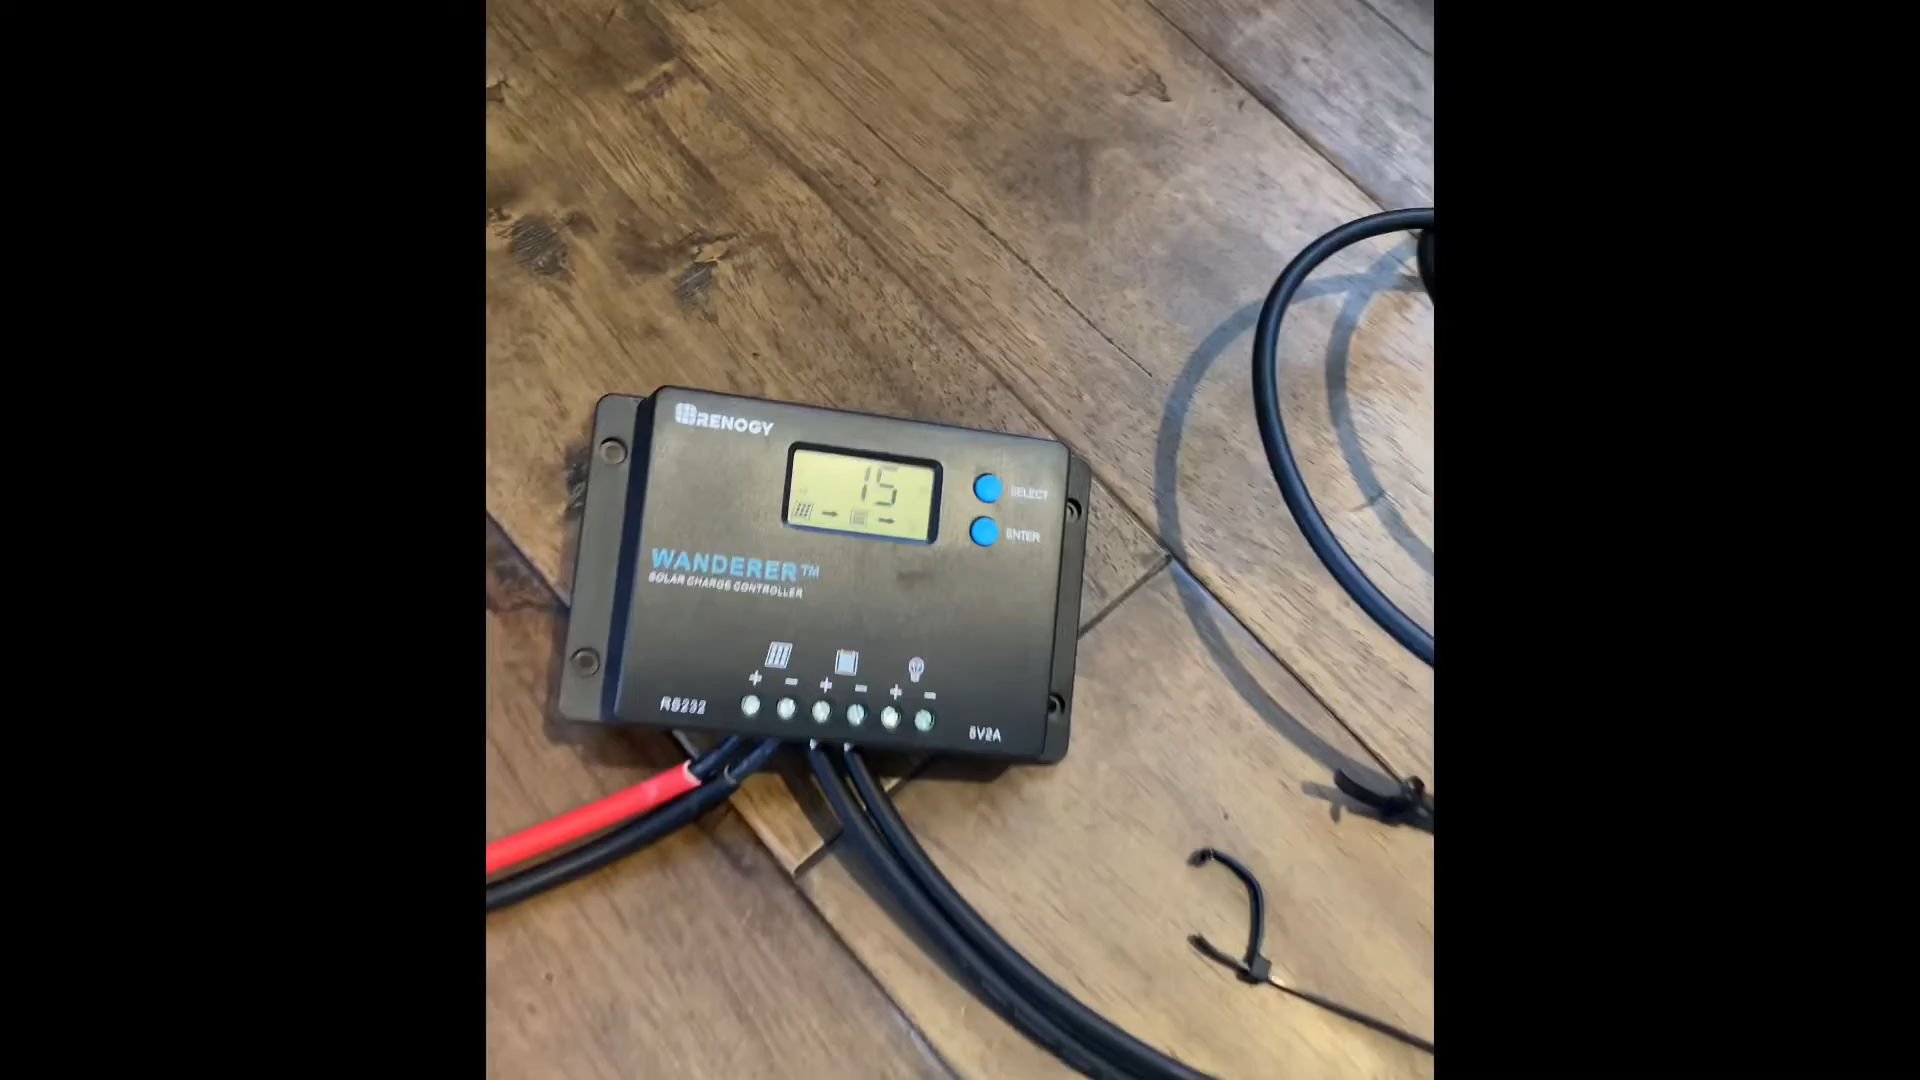 RENOGY
15
SELECT
ENTER
WANDERER™
SOLAR CHARGE CONTROLLER
+ - + - + -
RS232
5V2A